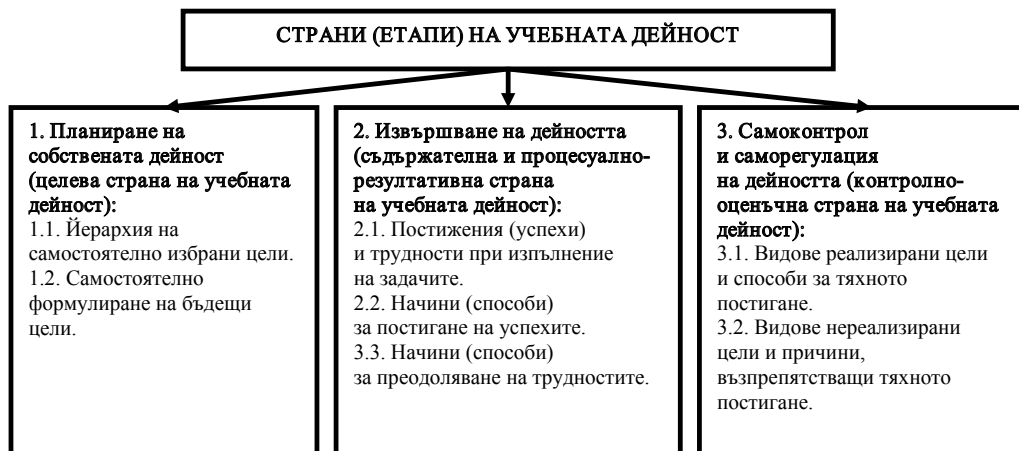 СТРАНИ (ЕТАПИ) НА УЧЕБНАТА ДЕЙНОСТ
1. Планиране на
собствената дейност
(целева страна на учебната
дейност):
1.1. Йерархия на
самостоятелно избрани цели.
1.2. Самостоятелно
формулиране на бъдещи
цели.
2. Извършване на дейността
(съдържателна и процесуално-
резултативна страна
на учебната дейност):
2.1. Постижения (успехи)
и трудности при изпълнение
на задачите.
2.2. Начини (способи)
за постигане на успехите.
3.3. Начини (способи)
за преодоляване на трудностите.
3. Самоконтрол
и саморегулация
на дейността (контролно-
оценъчна страна на учебната
дейност):
3.1. Видове реализирани цели
и способи за тяхното
постигане.
3.2. Видове нереализирани
цели и причини,
възпрепятстващи тяхното
постигане.